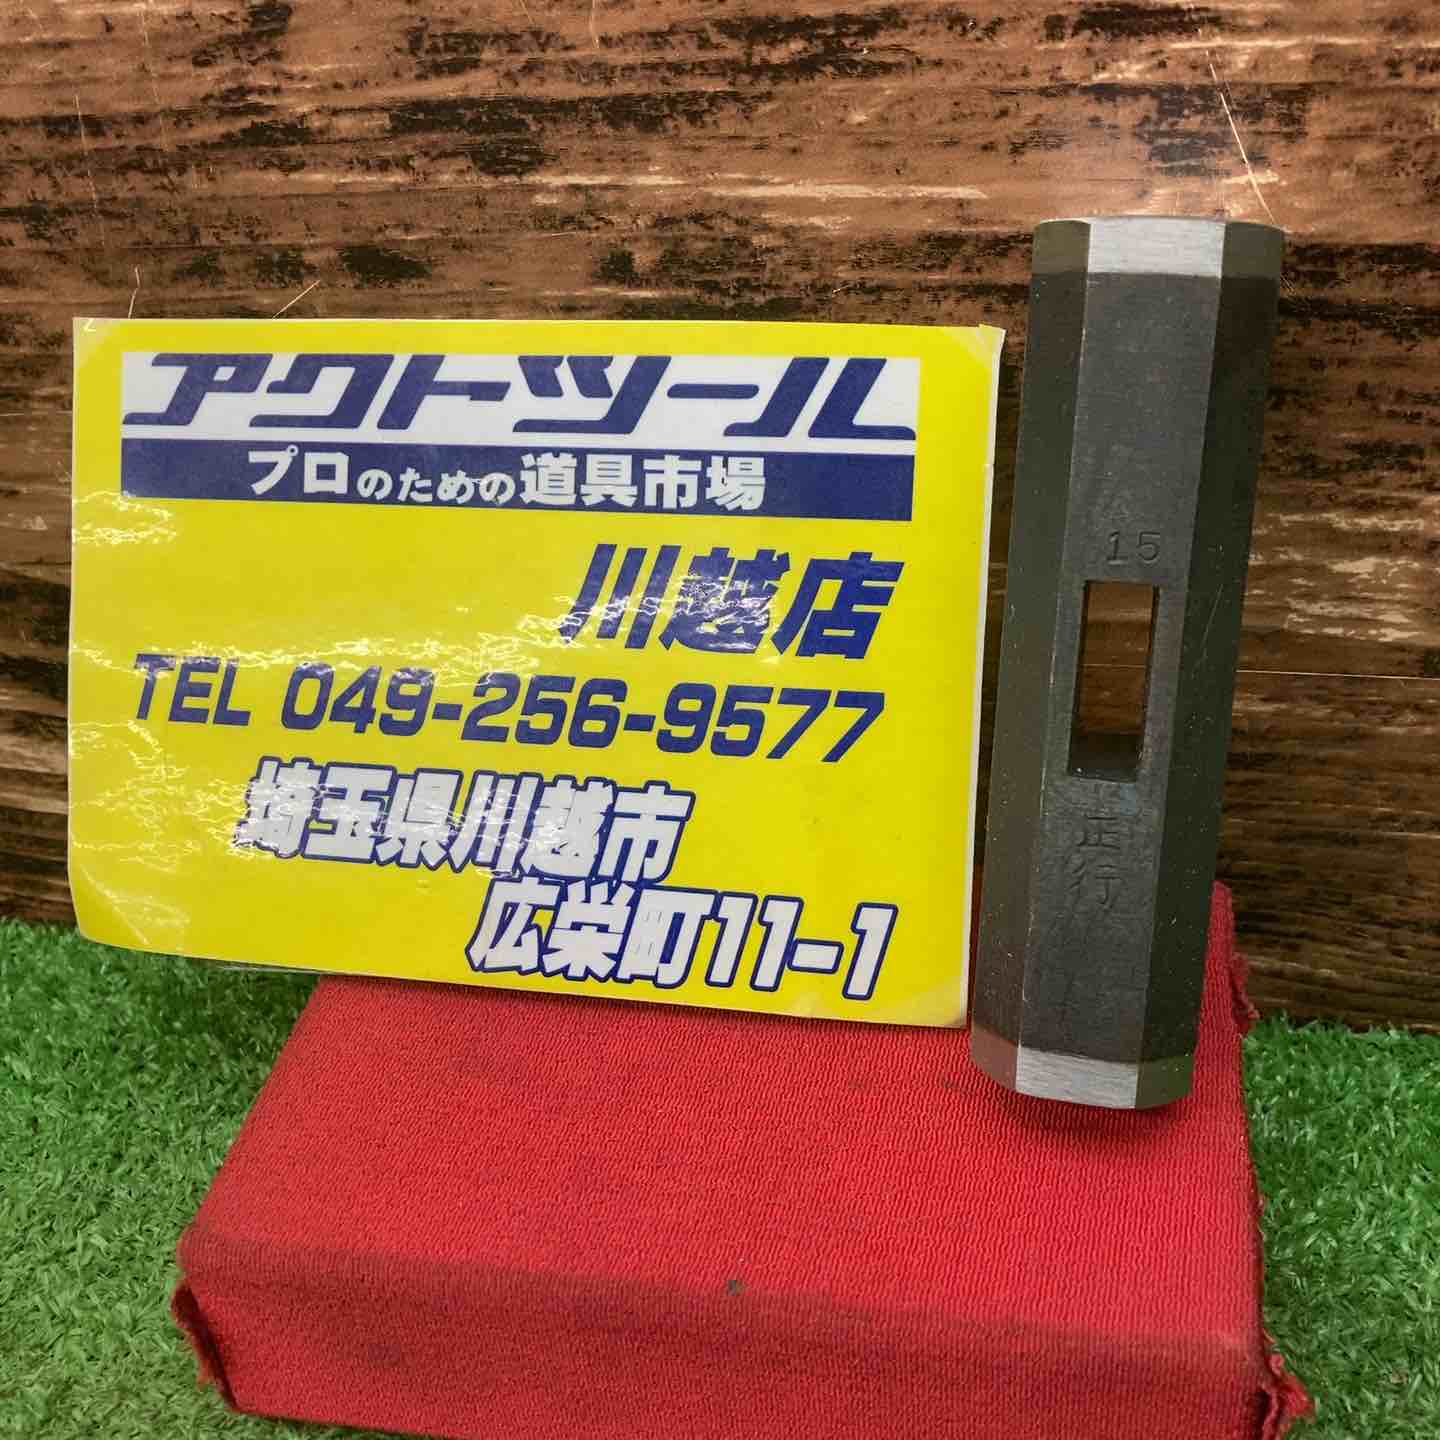 アクトツール
プロのための道具市場
川越店
TEL 049-256-9577
埼玉県川越市
広栄町11-1
15
正行